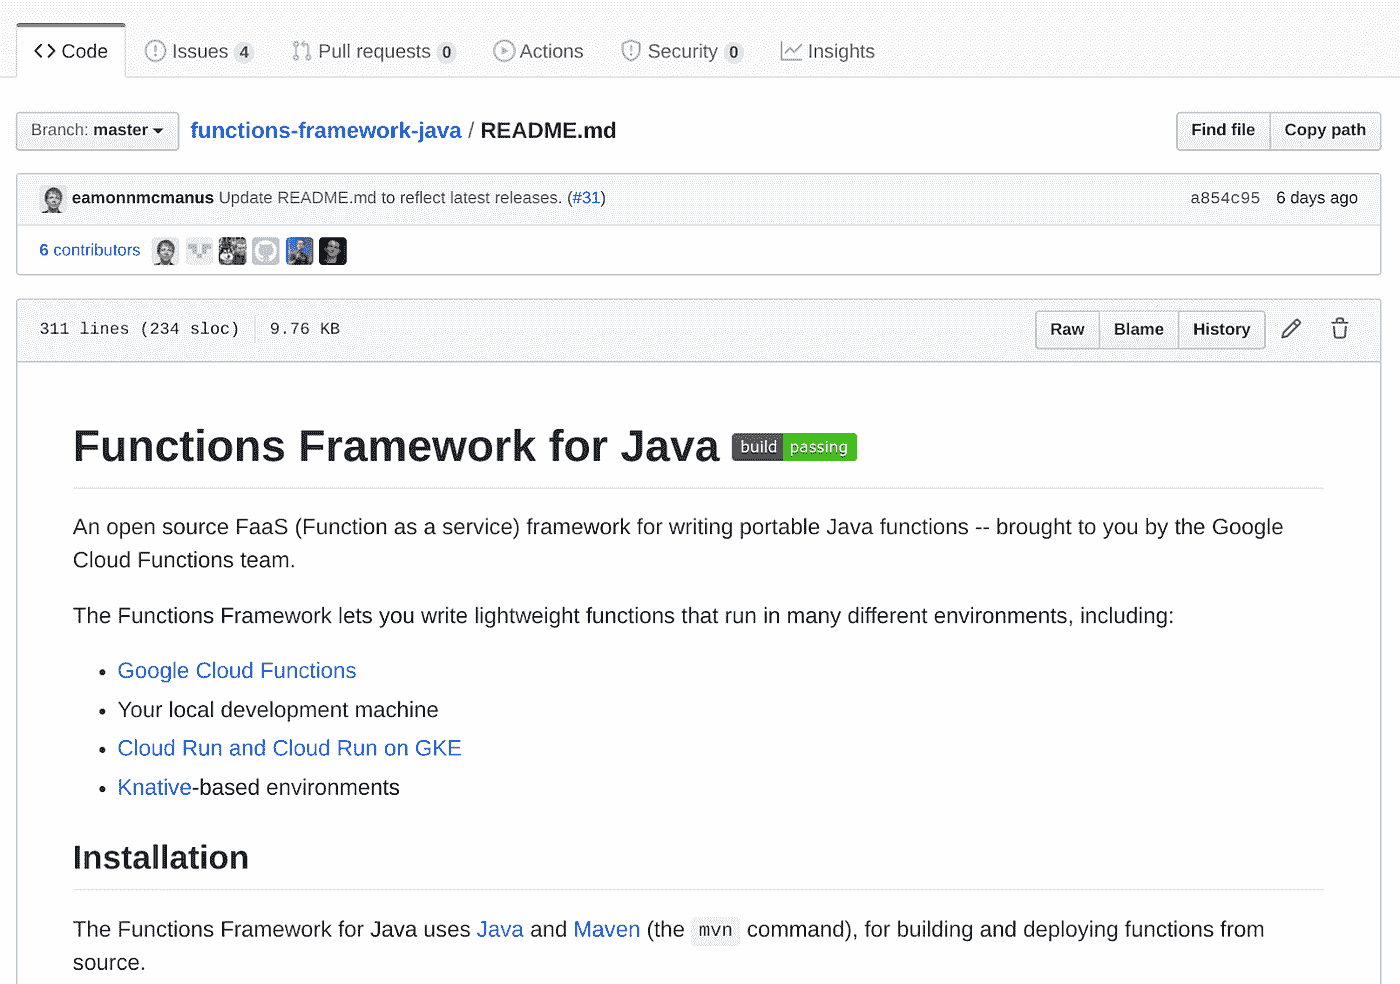 Code Issues 4 Pull requests 0 Actions Security 0 Insights
Branch: master functions-framework-java / README.md Find file Copy path
eamonnmcmanus Update README.md to reflect latest releases. (#31) a854c95 6 days ago
6 contributors
311 lines (234 sloc) 9.76 KB Raw Blame History
Functions Framework for Java build passing
An open source FaaS (Function as a service) framework for writing portable Java functions -- brought to you by the Google
Cloud Functions team.
The Functions Framework lets you write lightweight functions that run in many different environments, including:
• Google Cloud Functions
• Your local development machine
• Cloud Run and Cloud Run on GKE
• Knative-based environments
Installation
The Functions Framework for Java uses Java and Maven (the mvn command), for building and deploying functions from
source.